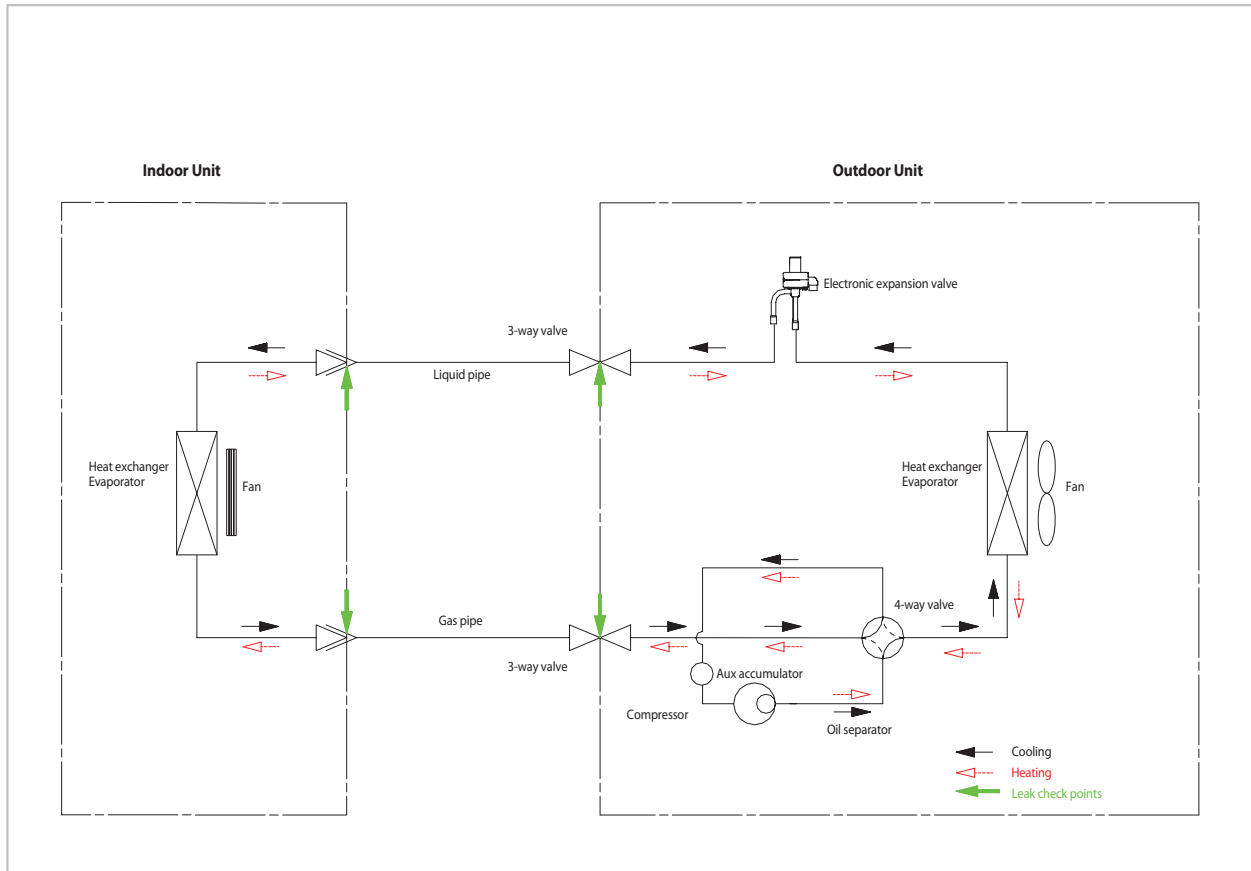 Indoor Unit
Outdoor Unit
Electronic expansion valve
3-way valve
Liquid pipe
Heat exchanger
Evaporator
Fan
Heat exchanger
Evaporator
Fan
4-way valve
Gas pipe
3-way valve
Aux accumulator
Compressor
Oil separator
Cooling
Heating
Leak check points